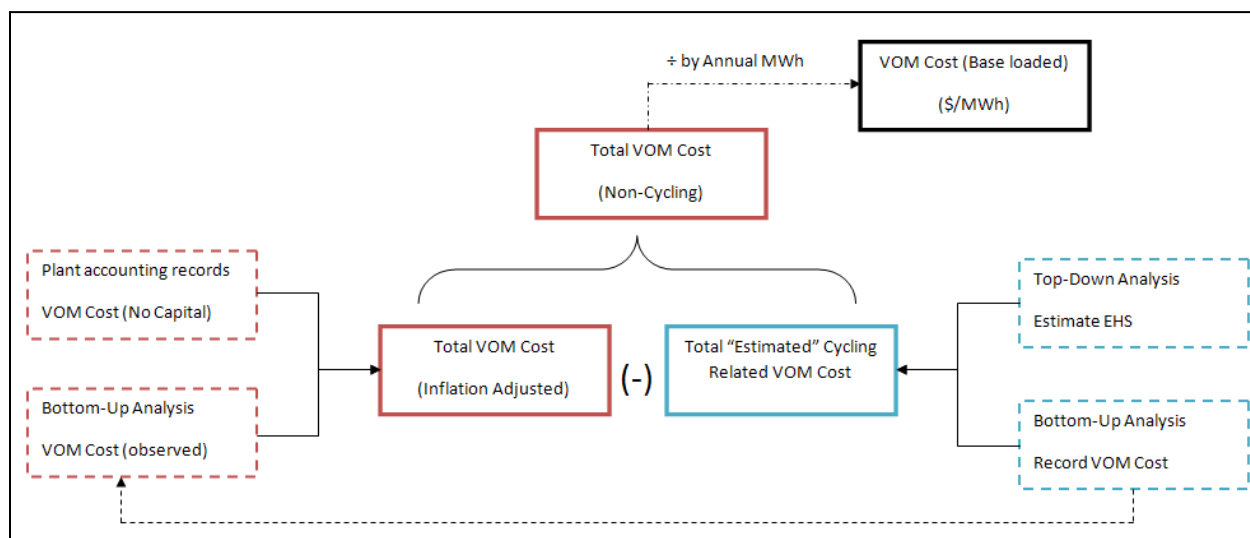 ÷ by Annual MWh
VOM Cost (Base loaded)
($/MWh)
Total VOM Cost
(Non-Cycling)
Plant accounting records
VOM Cost (No Capital)
Bottom-Up Analysis
VOM Cost (observed)
Total VOM Cost
(Inflation Adjusted)
(-)
Total “Estimated” Cycling
Related VOM Cost
Top-Down Analysis
Estimate EHS
Bottom-Up Analysis
Record VOM Cost